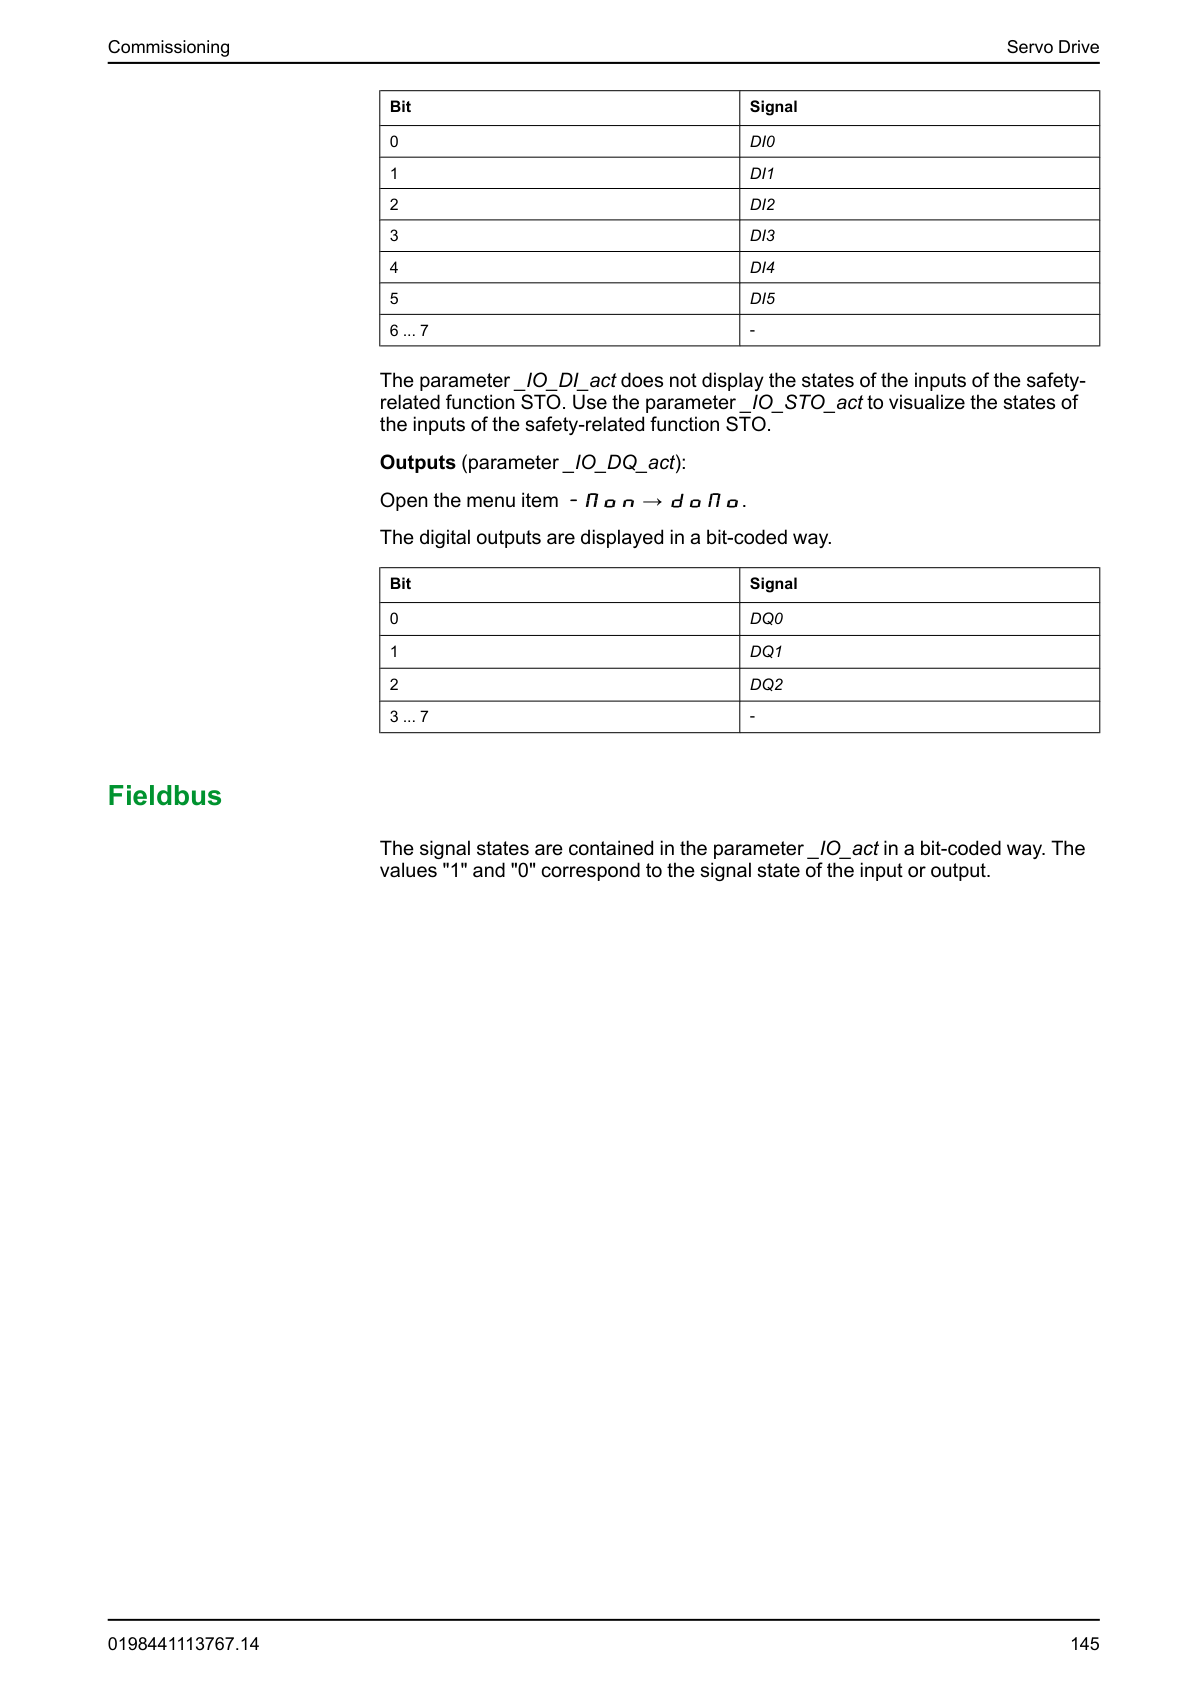 Commissioning Servo Drive
Bit Signal
0 DI0
1 DI1
2 DI2
3 DI3
4 DI4
5 DI5
6 ... 7 -
The parameter _IO_DI_act does not display the states of the inputs of the safety-
related function STO. Use the parameter _IO_STO_act to visualize the states of
the inputs of the safety-related function STO.
Outputs (parameter _IO_DQ_act):
Open the menu item - Mon → doMo.
The digital outputs are displayed in a bit-coded way.
Bit Signal
0 DQ0
1 DQ1
2 DQ2
3 ... 7 -
Fieldbus
The signal states are contained in the parameter _IO_act in a bit-coded way. The
values "1" and "0" correspond to the signal state of the input or output.
0198441113767.14 145